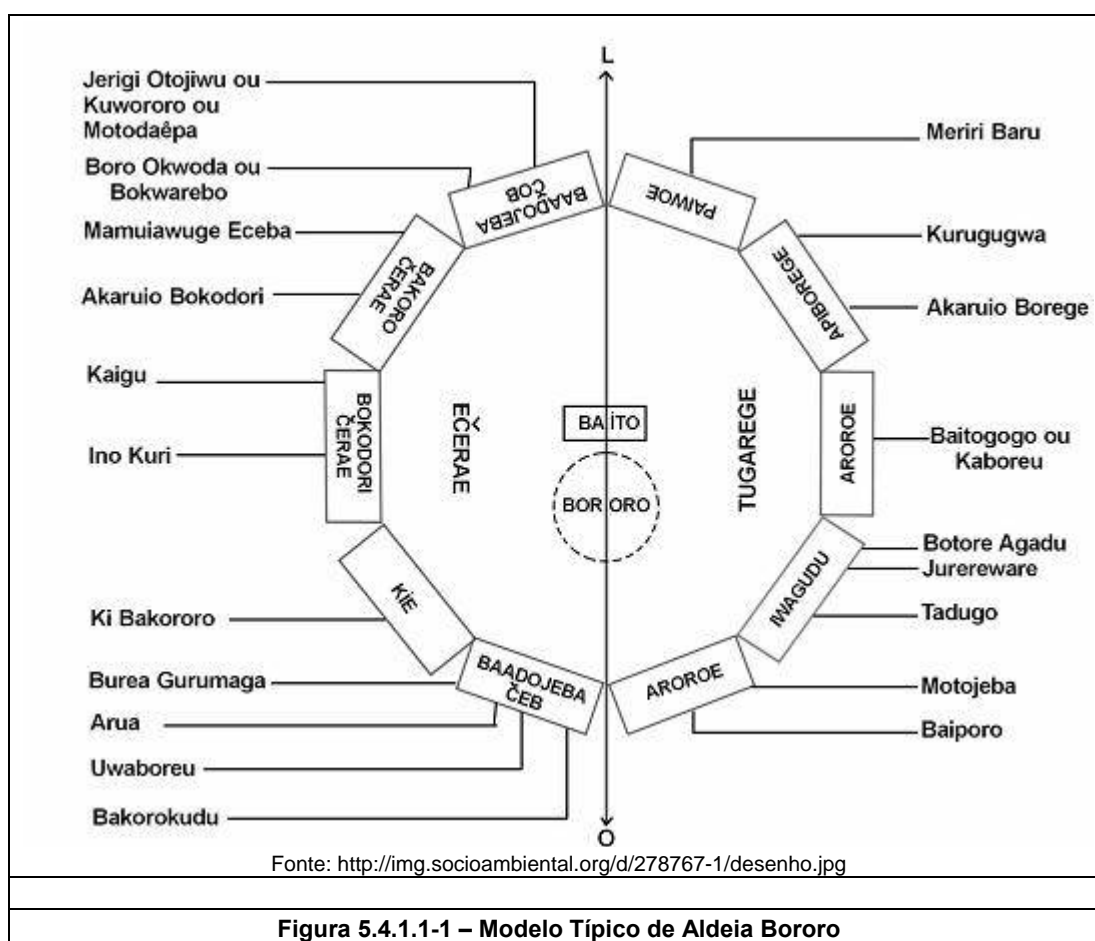 L
Jerigi Otojiwu ou
Kuwororo ou
Motodaêpa
Boro Okwoda ou
Bokwarebo
Mamuiawuge Eceba
Akaruio Bokodori
Kaigu
Ino Kuri
Ki Bakororo
Burea Gurumaga
Arua
Uwaboreu
Bakorokudu
BAADOJEBA
ČOB
BAKORO
ČERAE
BOKODORI
ČERAE
KIE
BAADOJEBA
ČEB
EČERAE
BAITO
BORORO
TUGAREGE
PAIWOE
APIBOREGE
AROROE
IWAGUDU
AROROE
Meriri Baru
Kurugugwa
Akaruio Borege
Baitogogo ou
Kaboreu
Botore Agadu
Jurereware
Tadugo
Motojeba
Baiporo
O
Fonte: http://img.socioambiental.org/d/278767-1/desenho.jpg
Figura 5.4.1.1-1 – Modelo Típico de Aldeia Bororo